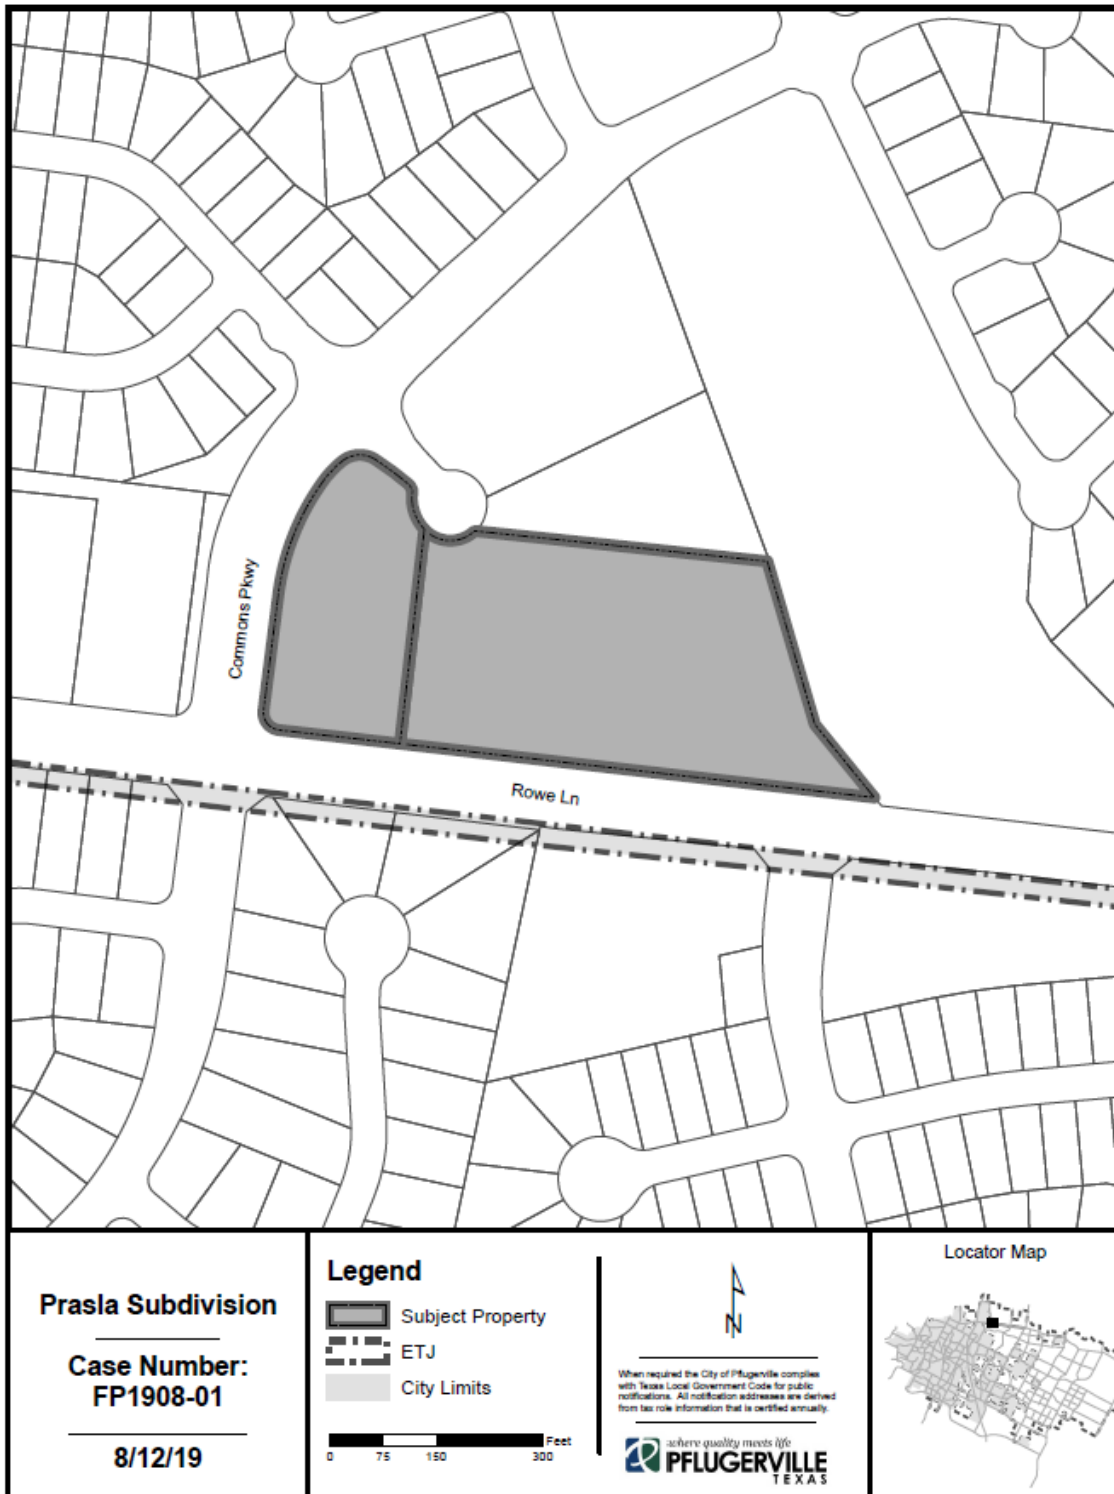 Commons Pkwy
Rowe Ln
Prasla Subdivision
Case Number:
FP1908-01
8/12/19
Legend
Subject Property
ETJ
City Limits
Feet
0 75 150 300
N
When required the City of Pflugerville complies
with Texas Local Government Code for public
notifications. All notification addresses are derived
from tax role information that is certified annually.
where quality meets life
PFLUGERVILLE
TEXAS
Locator Map